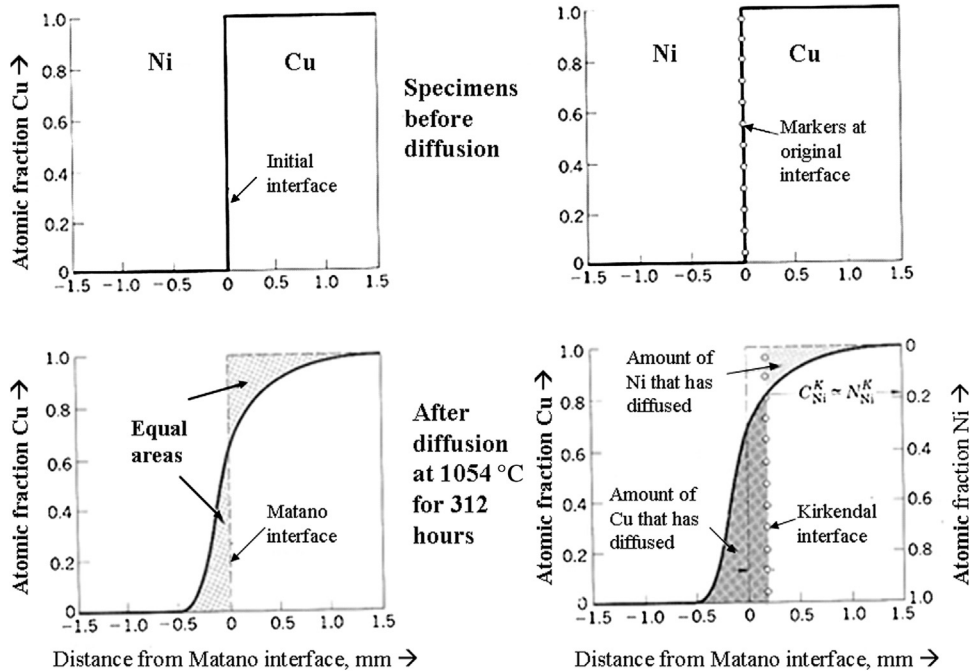 1.0
0.8
0.6
0.4
0.2
0
Atomic fraction Cu →
Ni
Cu
Initial
interface
-1.5 -1.0 -0.5 0 0.5 1.0 1.5
Specimens
before
diffusion
1.0
0.8
0.6
0.4
0.2
0
Ni
Cu
Markers at
original
interface
-1.5 -1.0 -0.5 0 0.5 1.0 1.5
1.0
0.8
0.6
0.4
0.2
0
Atomic fraction Cu →
Equal
areas
Matano
interface
-1.5 -1.0 -0.5 0 0.5 1.0 1.5
Distance from Matano interface, mm →
After
diffusion
at 1054 °C
for 312
hours
1.0
0.8
0.6
0.4
0.2
0
Atomic fraction Cu →
Amount of
Ni that has
diffused
C_Ni^K ≃ N_Ni^K
Amount of
Cu that has
diffused
Kirkendal
interface
0
0.2
0.4
0.6
0.8
1.0
Atomic fraction Ni →
-1.5 -1.0 -0.5 0 0.5 1.0 1.5
Distance from Matano interface, mm →